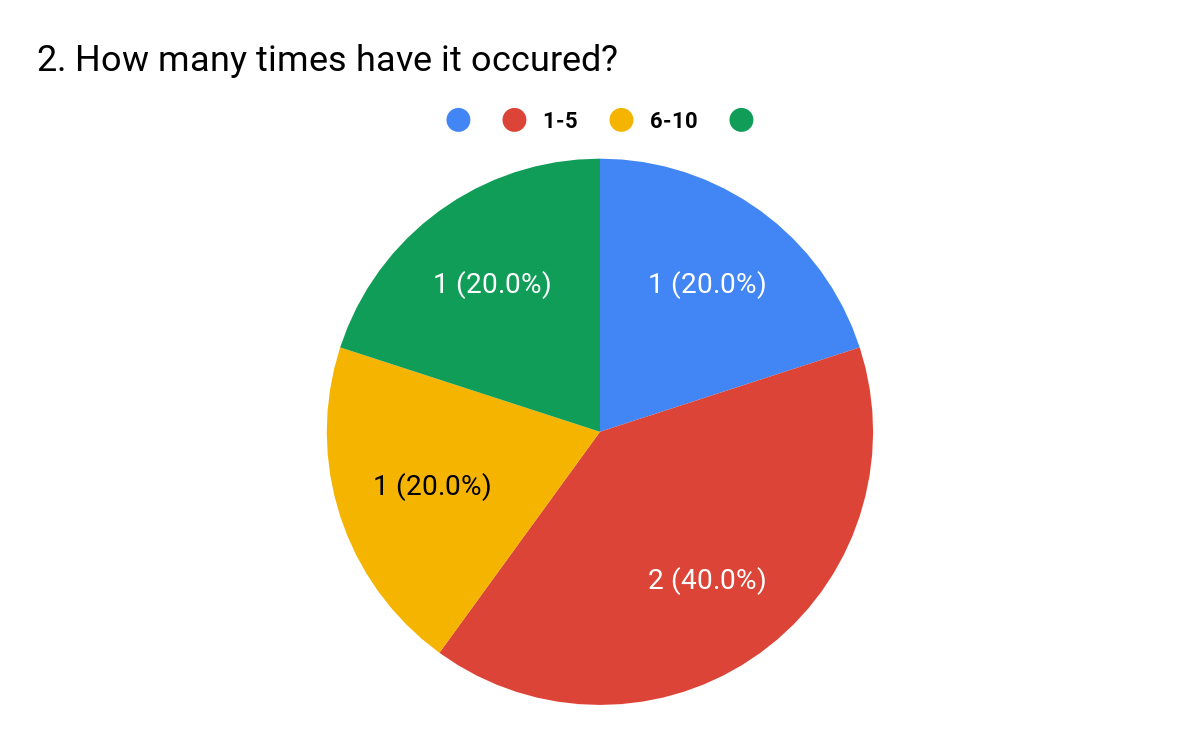 2. How many times have it occured?
1-5 6-10
1 (20.0%) 1 (20.0%)
1 (20.0%)
2 (40.0%)